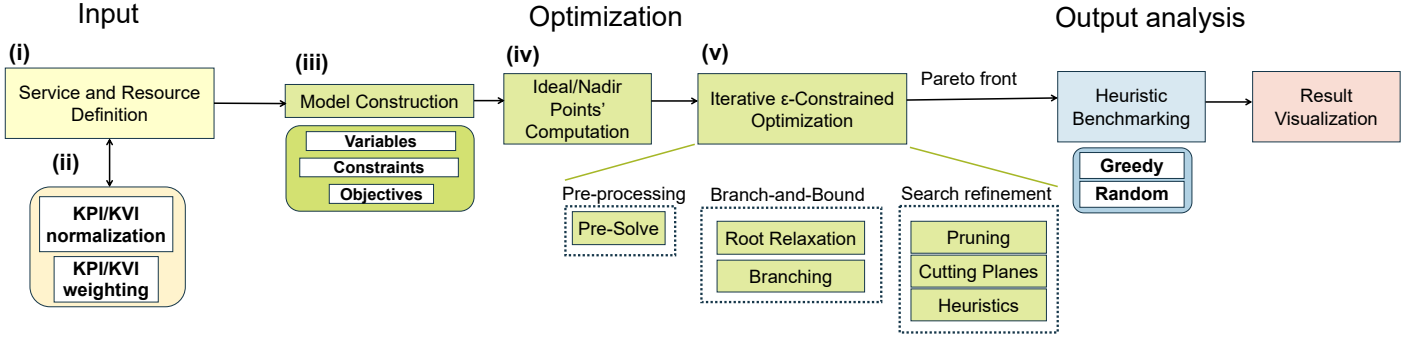 Input
Optimization
Output analysis
(i)
Service and Resource
Definition
(ii)
KPI/KVI
normalization
KPI/KVI
weighting
(iii)
Model Construction
Variables
Constraints
Objectives
(iv)
Ideal/Nadir
Points'
Computation
(v)
Iterative ε-Constrained
Optimization
Pre-processing
Pre-Solve
Branch-and-Bound
Root Relaxation
Branching
Search refinement
Pruning
Cutting Planes
Heuristics
Pareto front
Heuristic
Benchmarking
Greedy
Random
Result
Visualization